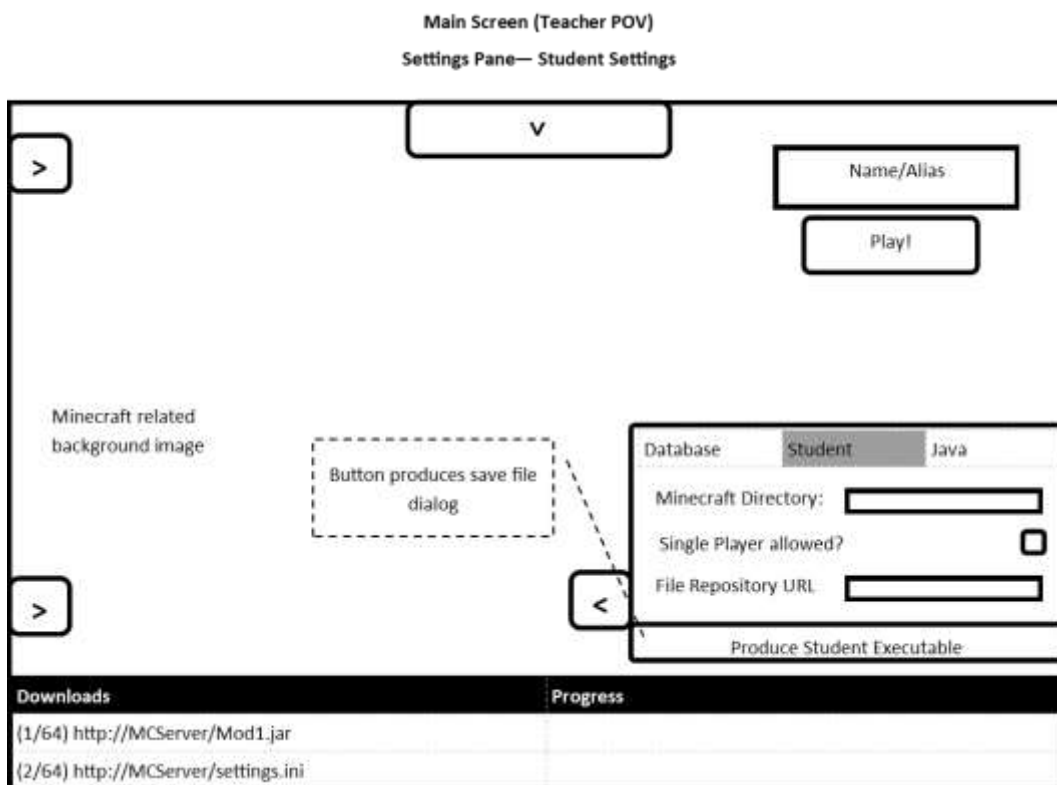 Main Screen (Teacher POV)
Settings Pane— Student Settings
v
>
Name/Alias
Play!
Minecraft related
background image
Button produces save file
dialog
Database Student Java
Minecraft Directory:
Single Player allowed?
File Repository URL
>
<
Produce Student Executable
Downloads Progress
(1/64) http://MCServer/Mod1.jar
(2/64) http://MCServer/settings.ini